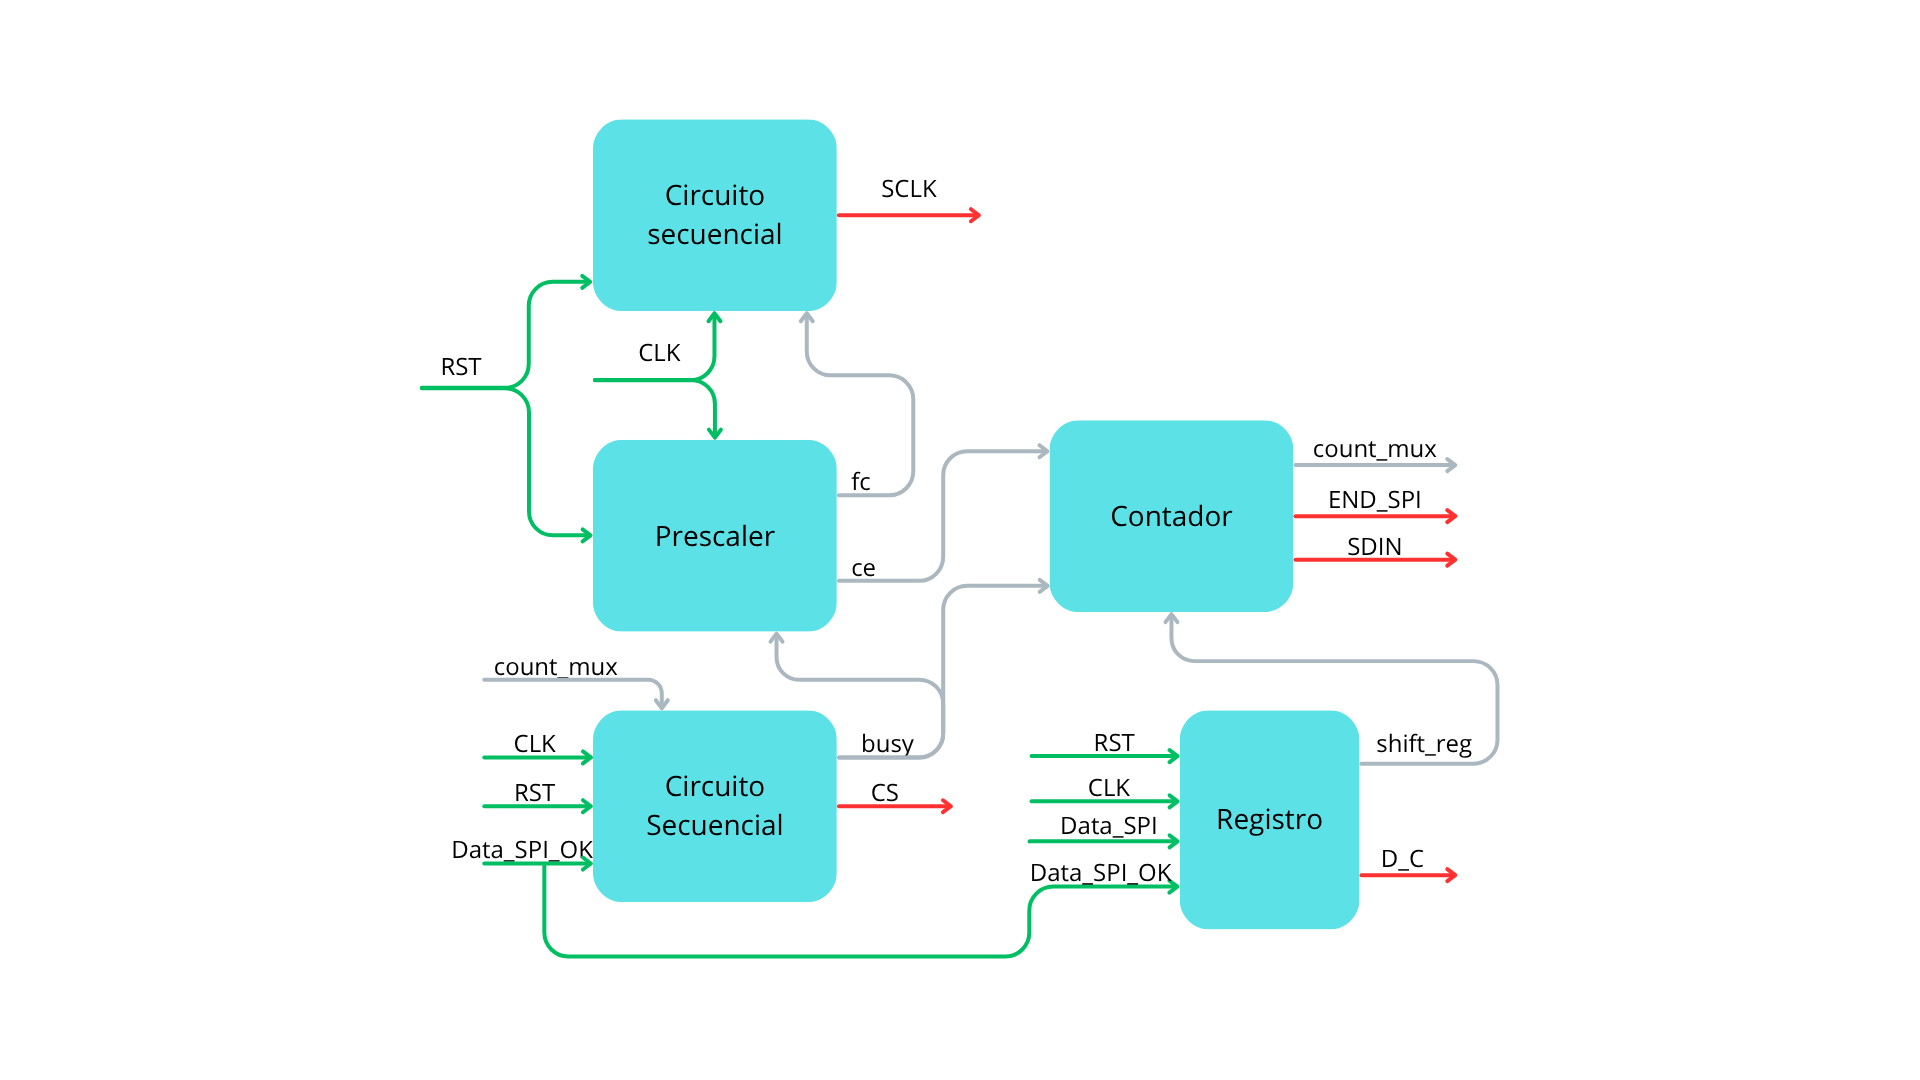 Circuito
secuencial
SCLK
RST
CLK
fc
Prescaler
ce
Contador
count_mux
END_SPI
SDIN
count_mux
CLK
RST
Data_SPI_OK
Circuito
Secuencial
busy
CS
RST
CLK
Data_SPI
Data_SPI_OK
Registro
shift_reg
D_C